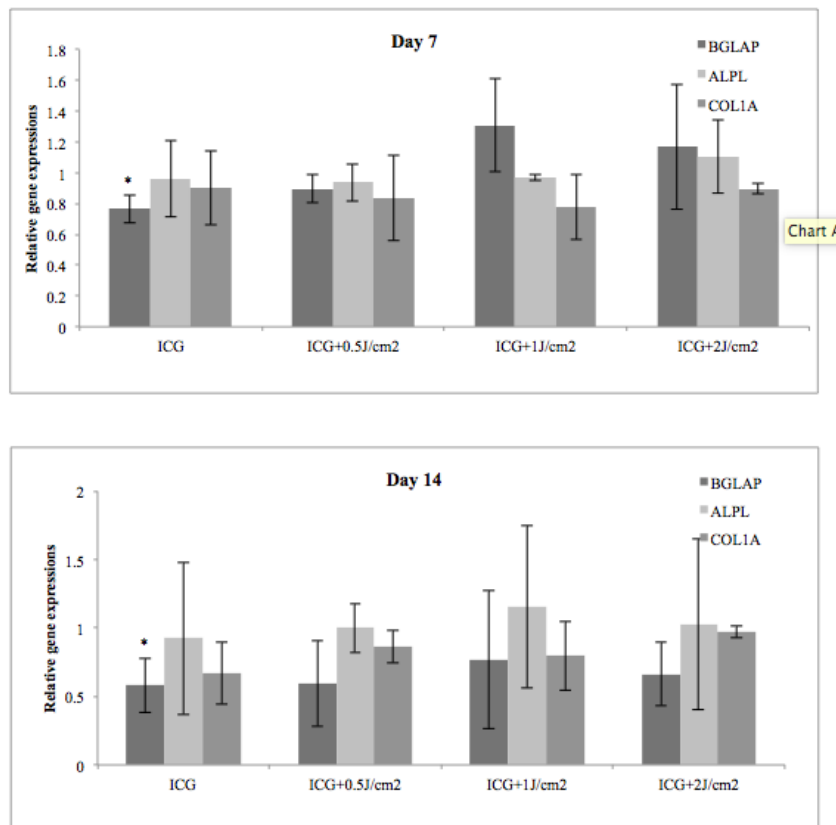 Day 7
BGLAP
ALPL
COL1A
Relative gene expressions
1.8
1.6
1.4
1.2
1
0.8
0.6
0.4
0.2
0
*
ICG ICG+0.5J/cm2 ICG+1J/cm2 ICG+2J/cm2
Chart A
Day 14
BGLAP
ALPL
COL1A
Relative gene expressions
2
1.5
1
0.5
0
*
ICG ICG+0.5J/cm2 ICG+1J/cm2 ICG+2J/cm2